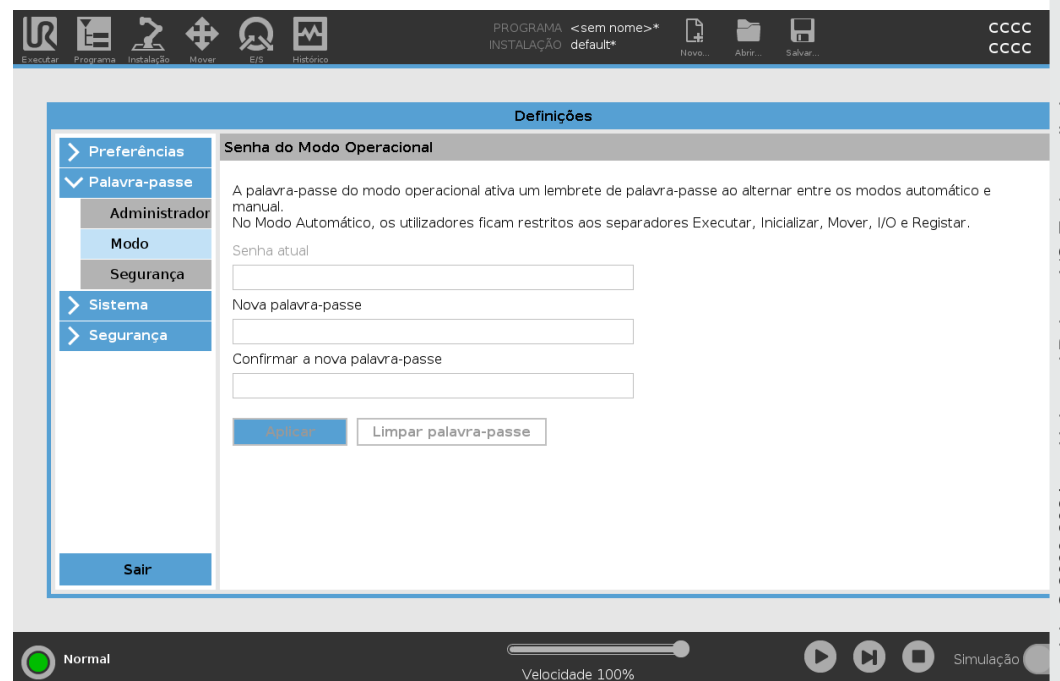 UR
PROGRAMA <sem nome>*
INSTALAÇÃO default*
CCCC
CCCC
Executar Programa Instalação Mover E/S Histórico Novo... Abrir... Salvar...
Definições
Preferências
Palavra-passe
Administrador
Modo
Segurança
Sistema
Segurança
Sair
Senha do Modo Operacional
A palavra-passe do modo operacional ativa um lembrete de palavra-passe ao alternar entre os modos automático e
manual.
No Modo Automático, os utilizadores ficam restritos aos separadores Executar, Inicializar, Mover, I/O e Registar.
Senha atual
Nova palavra-passe
Confirmar a nova palavra-passe
Aplicar Limpar palavra-passe
Normal
Velocidade 100%
Simulação